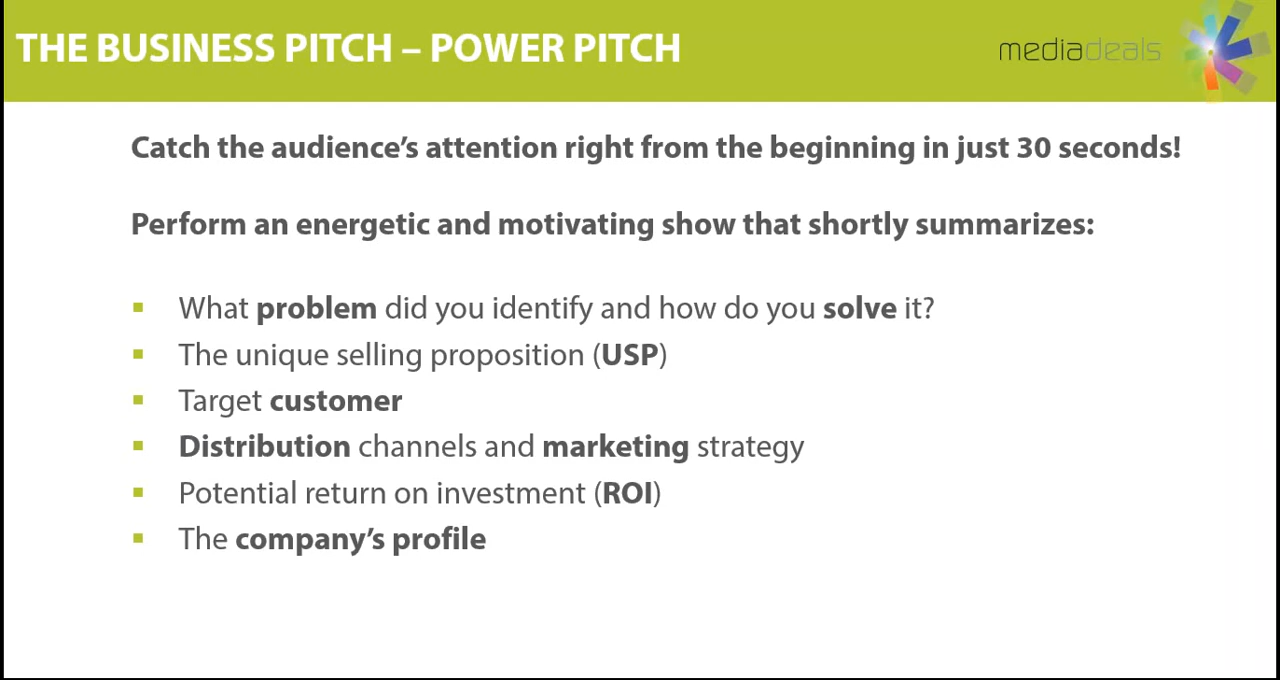 THE BUSINESS PITCH – POWER PITCH
mediadeals
Catch the audience’s attention right from the beginning in just 30 seconds!
Perform an energetic and motivating show that shortly summarizes:
▪ What problem did you identify and how do you solve it?
▪ The unique selling proposition (USP)
▪ Target customer
▪ Distribution channels and marketing strategy
▪ Potential return on investment (ROI)
▪ The company’s profile